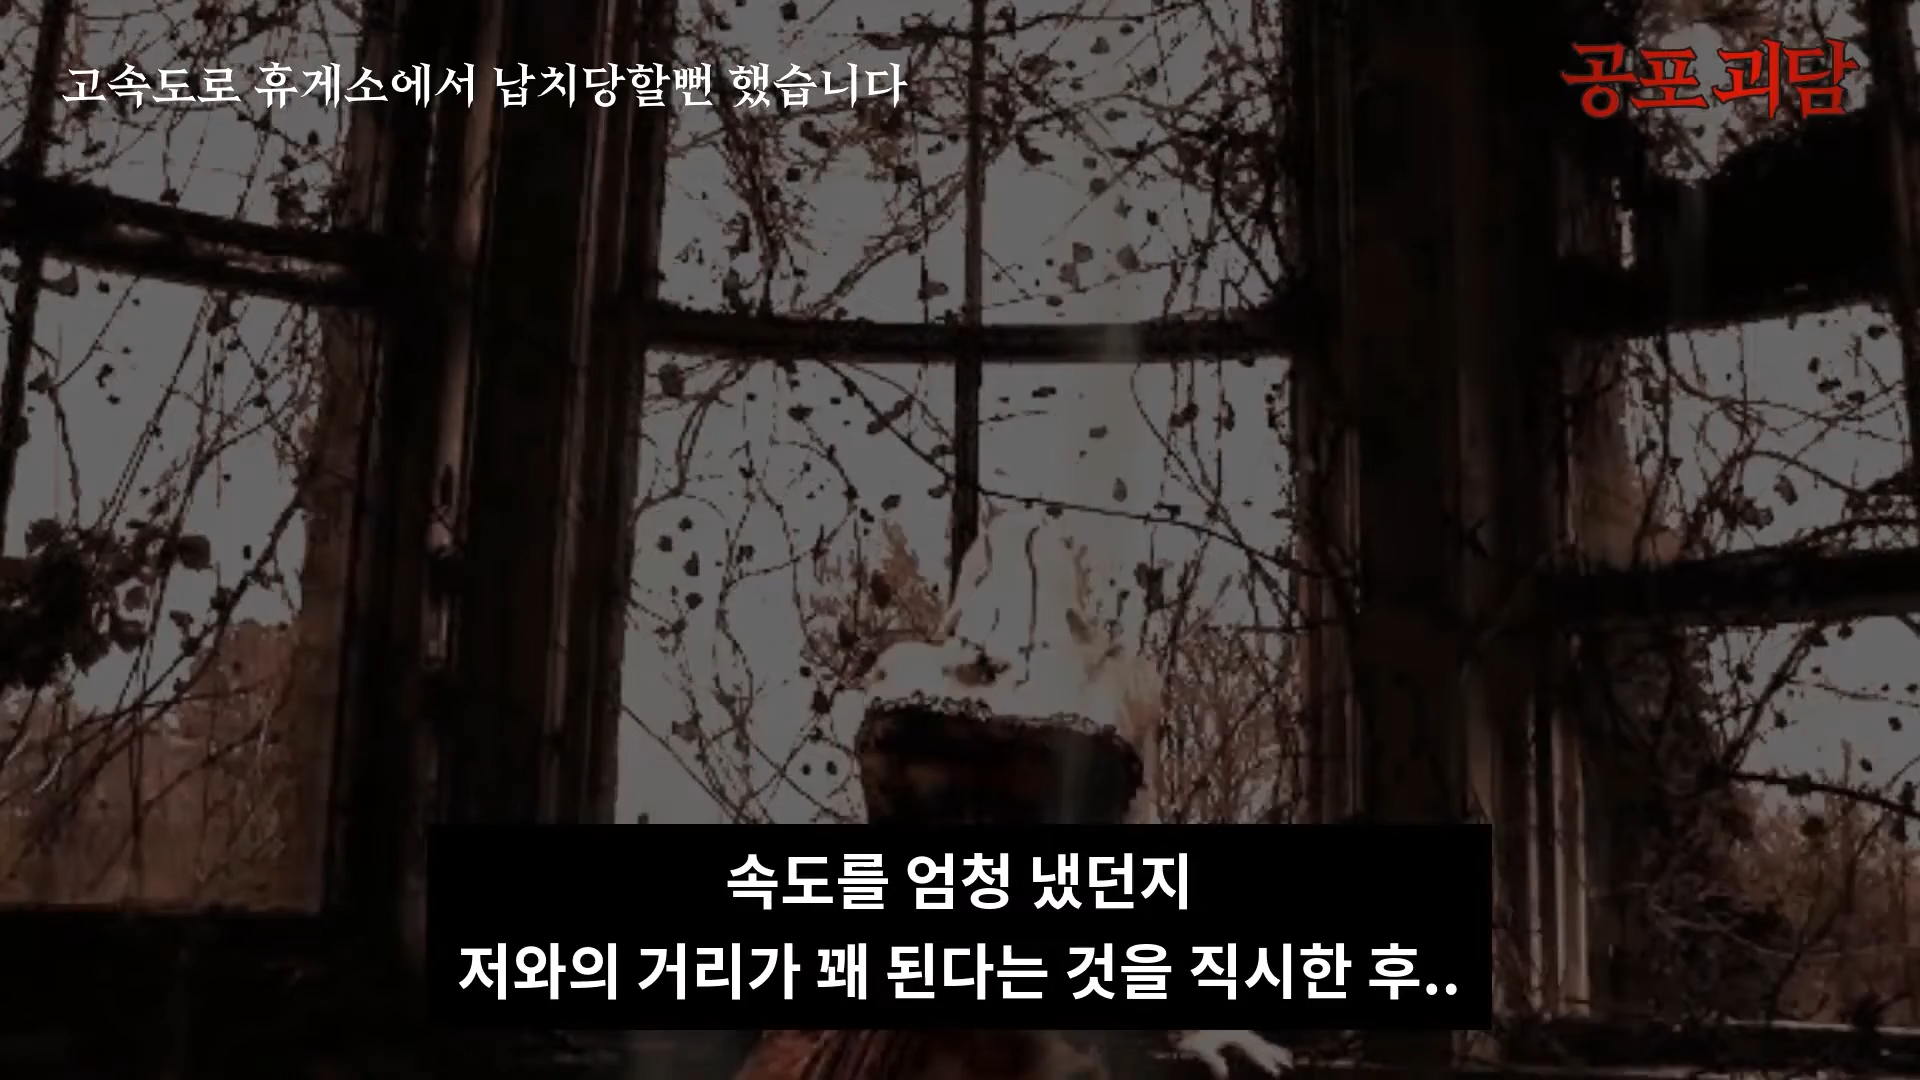 고속도로 휴게소에서 납치당할뻔 했습니다
공포 괴담
속도를 엄청 냈던지
저와의 거리가 꽤 된다는 것을 직시한 후..